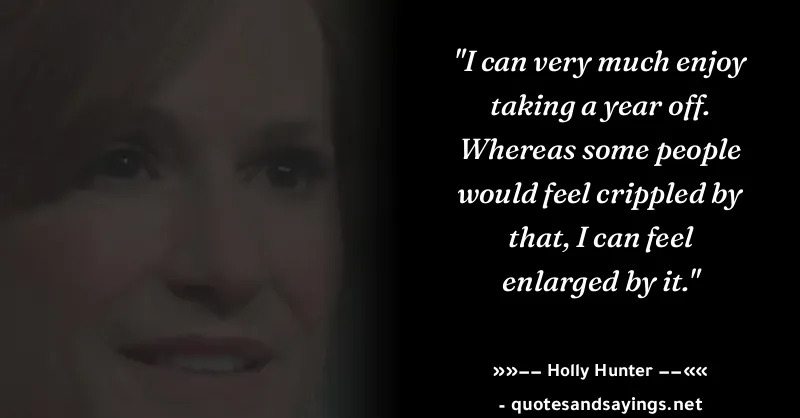 "I can very much enjoy
taking a year off.
Whereas some people
would feel crippled by
that, I can feel
enlarged by it."
»»–– Holly Hunter ––««
- quotesandsayings.net